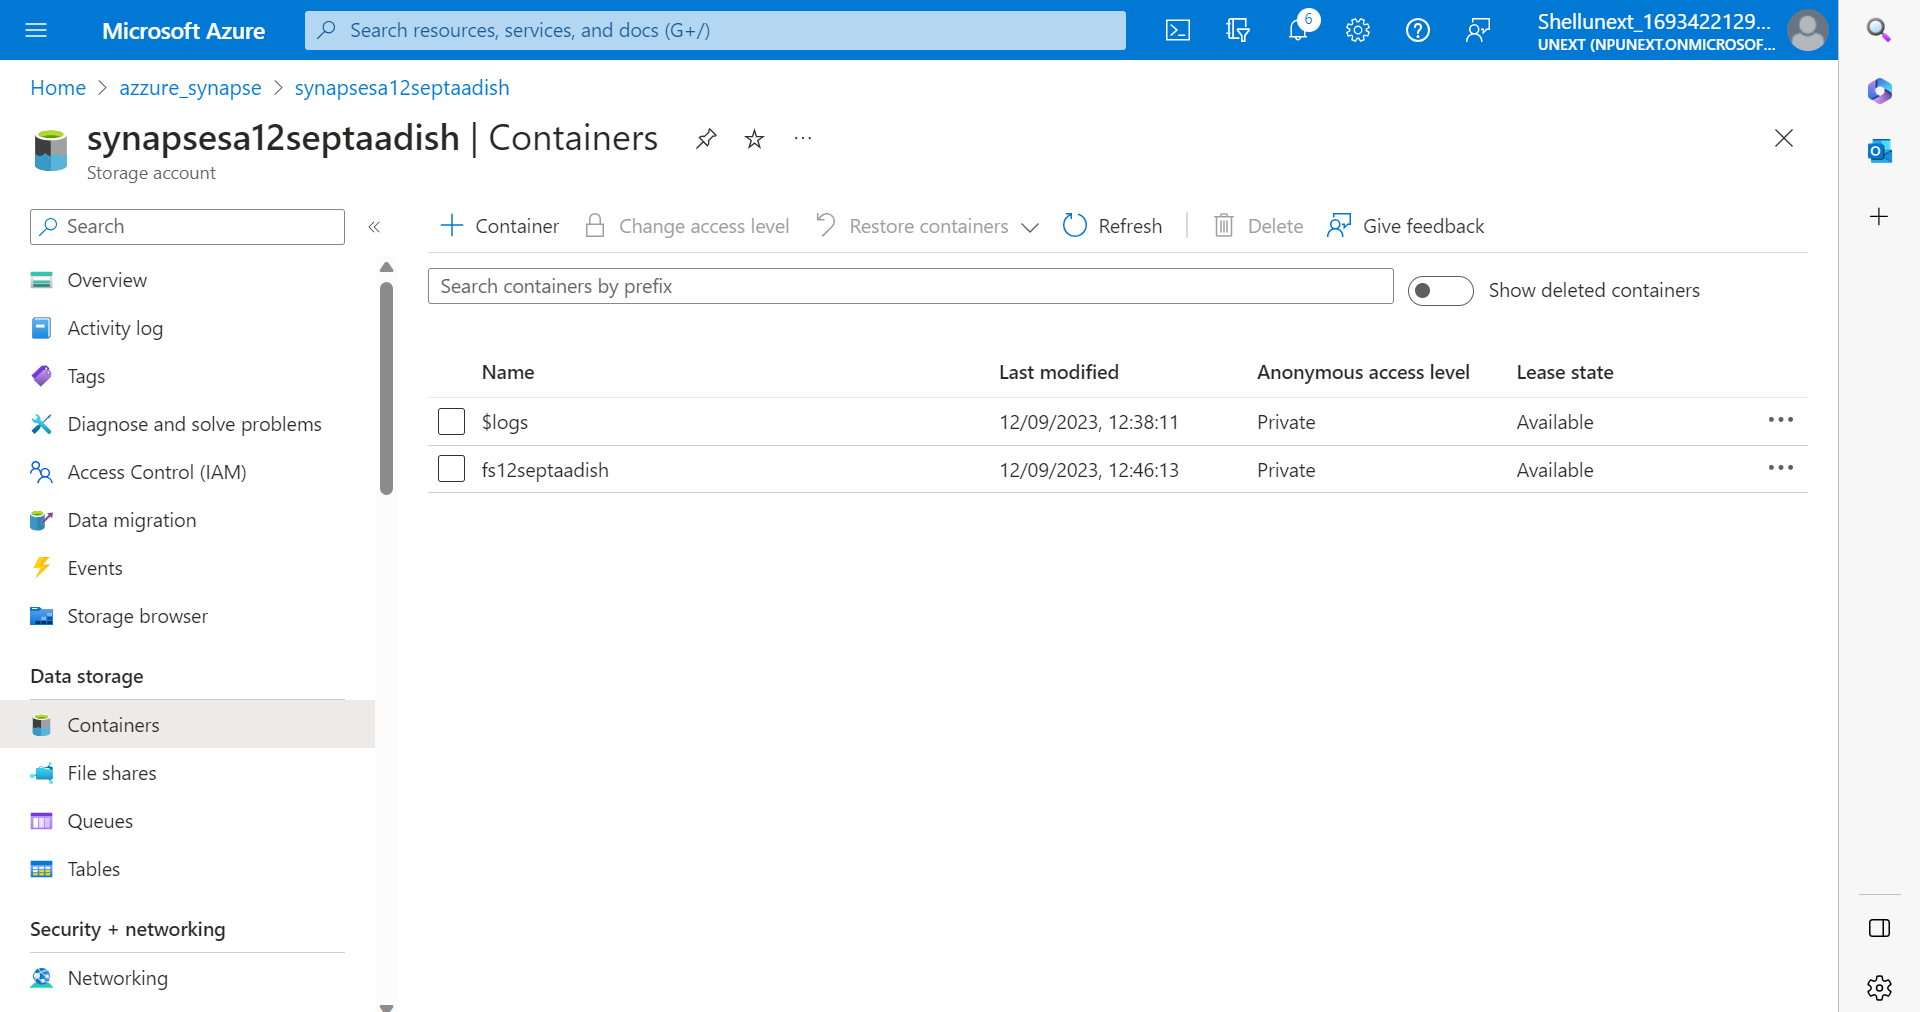 Microsoft Azure
Search resources, services, and docs (G+/)
6
Shellunext_1693422129...
UNEXT (NPUNEXT.ONMICROSOF...
Home > azzure_synapse > synapsesa12septaadish
synapsesa12septaadish | Containers
Storage account
Search
Overview
Activity log
Tags
Diagnose and solve problems
Access Control (IAM)
Data migration
Events
Storage browser
Data storage
Containers
File shares
Queues
Tables
Security + networking
Networking
Container Change access level Restore containers Refresh Delete Give feedback
Search containers by prefix
Show deleted containers
Name Last modified Anonymous access level Lease state
$logs 12/09/2023, 12:38:11 Private Available
fs12septaadish 12/09/2023, 12:46:13 Private Available